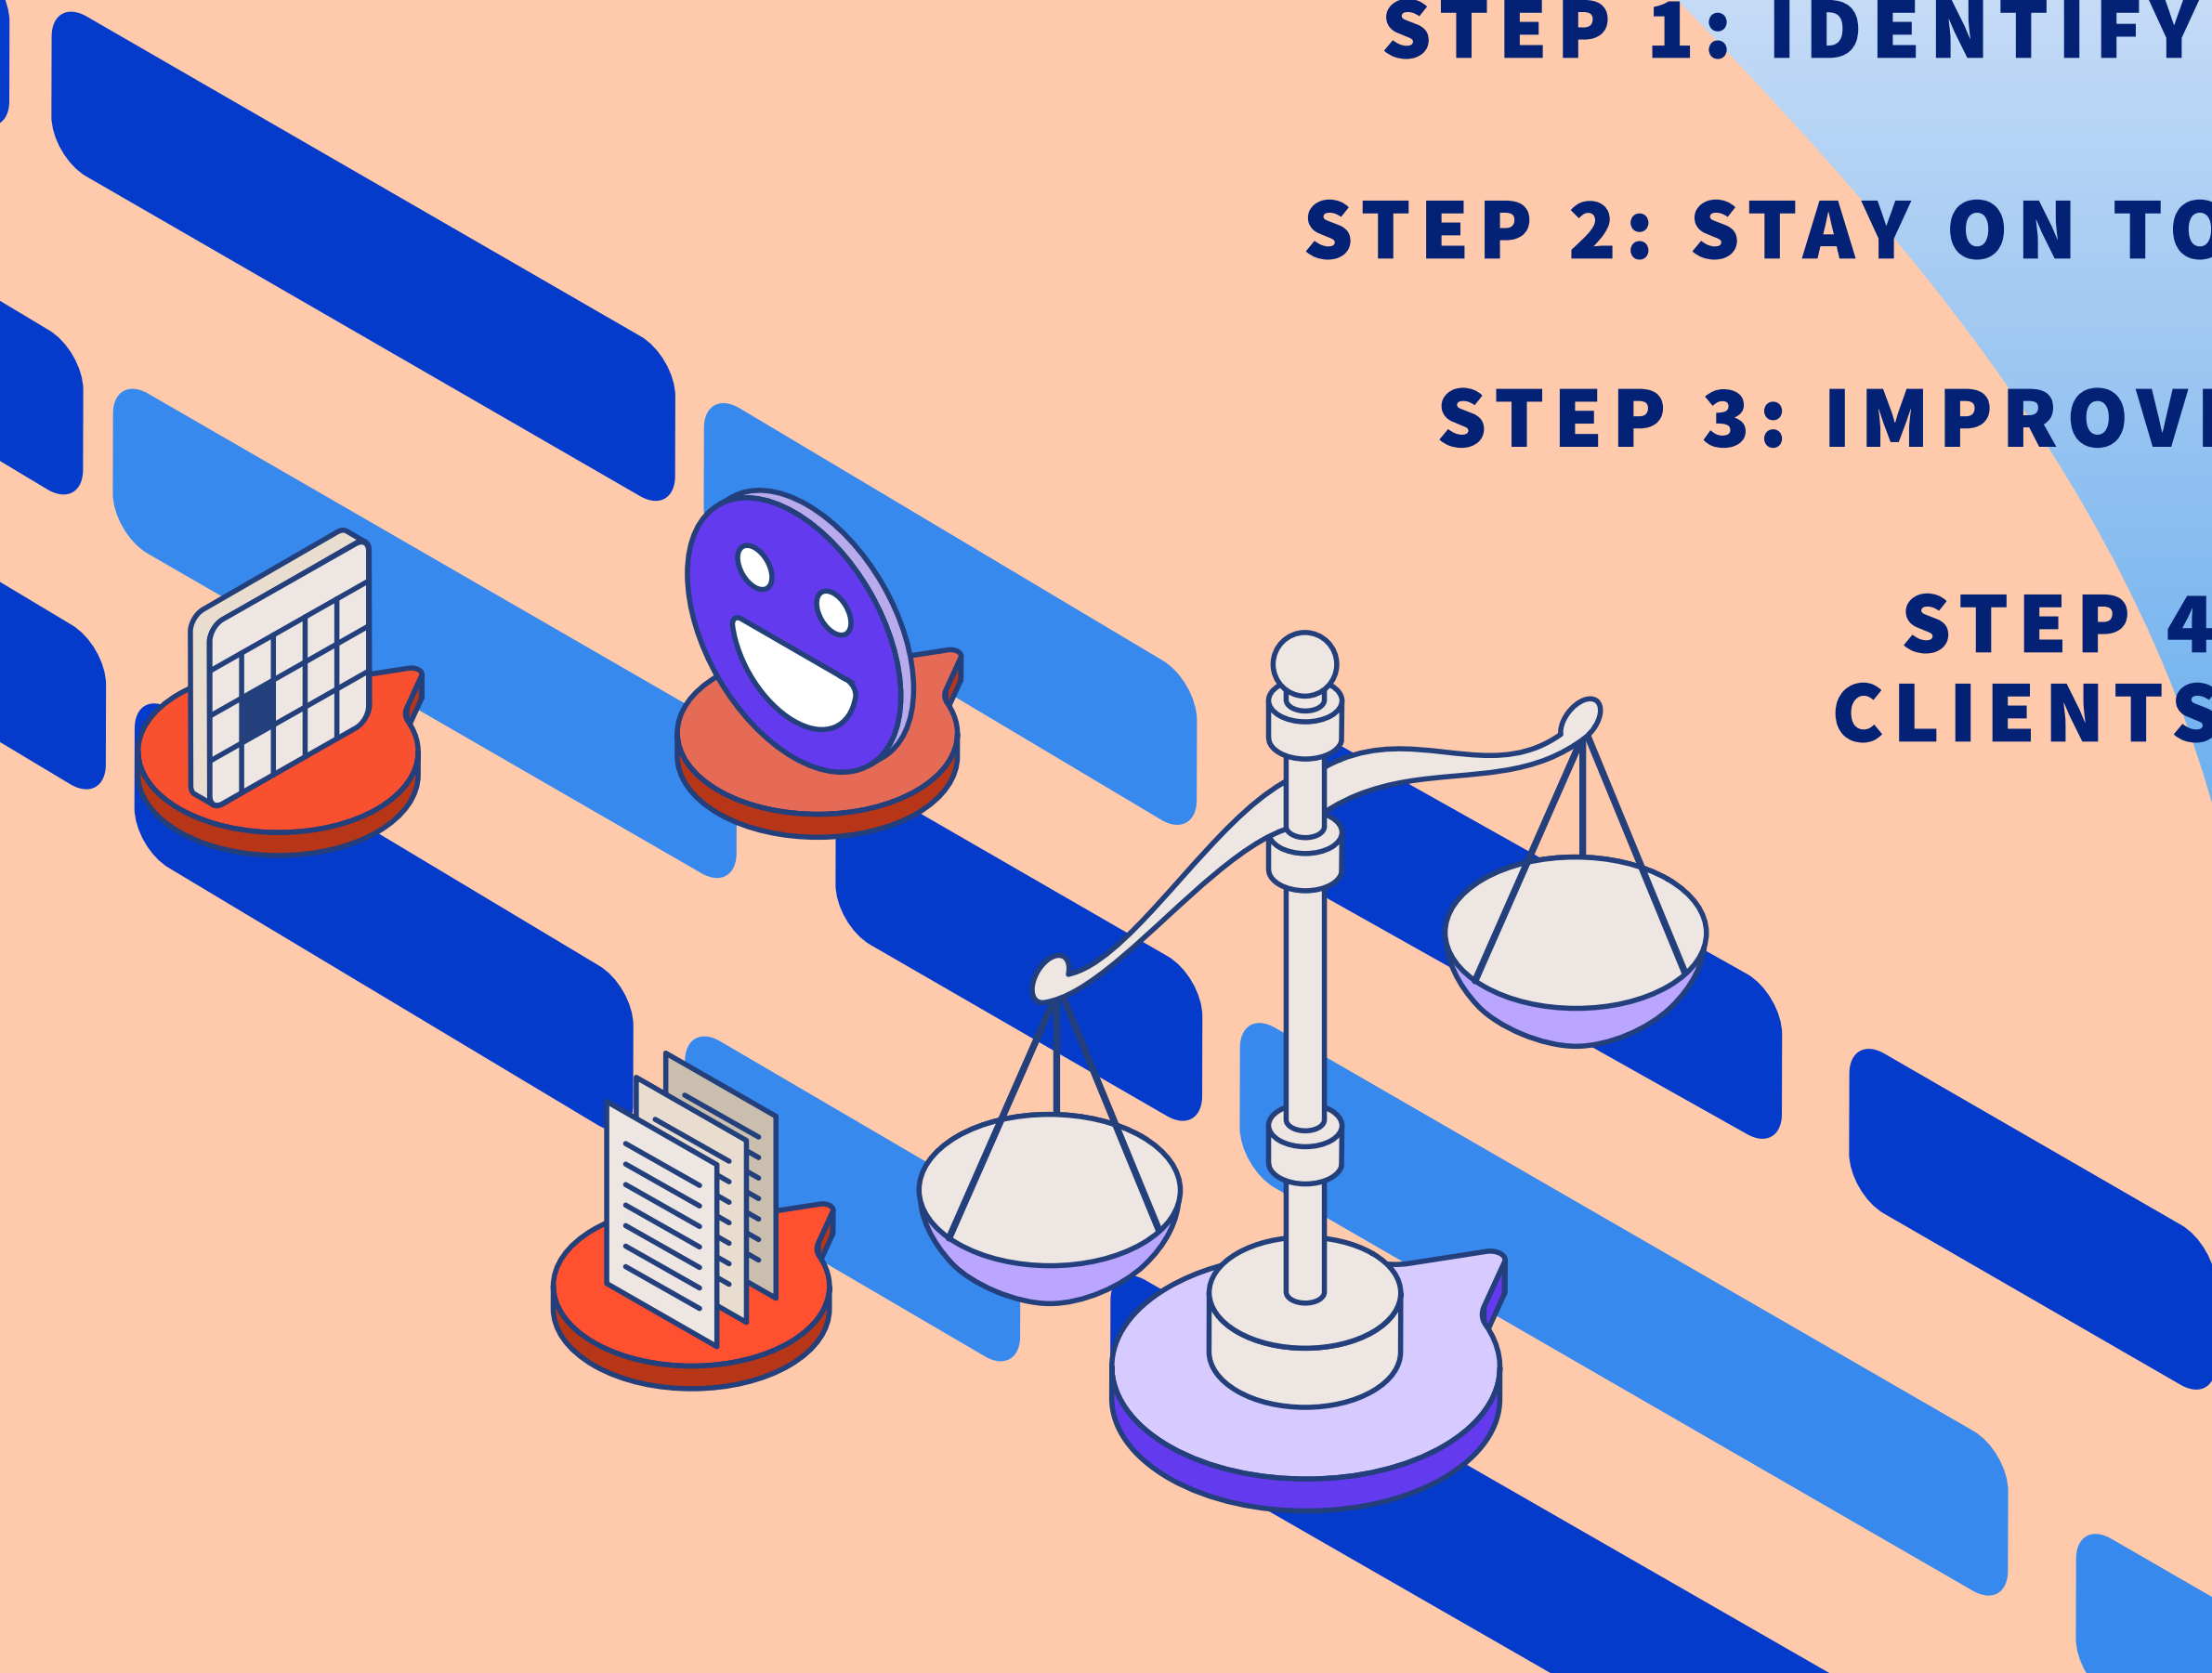 STEP 1: IDENTIFY
STEP 2: STAY ON TO
STEP 3: IMPROV
STEP 4
CLIENTS